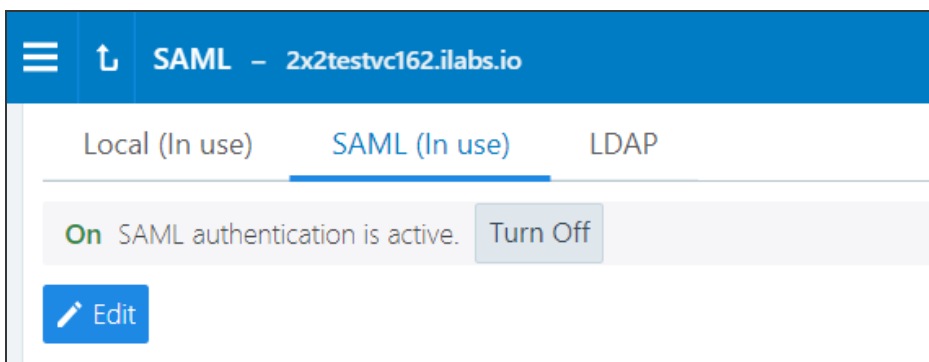 SAML – 2x2testvc162.ilabs.io
Local (In use) SAML (In use) LDAP
On SAML authentication is active. Turn Off
Edit